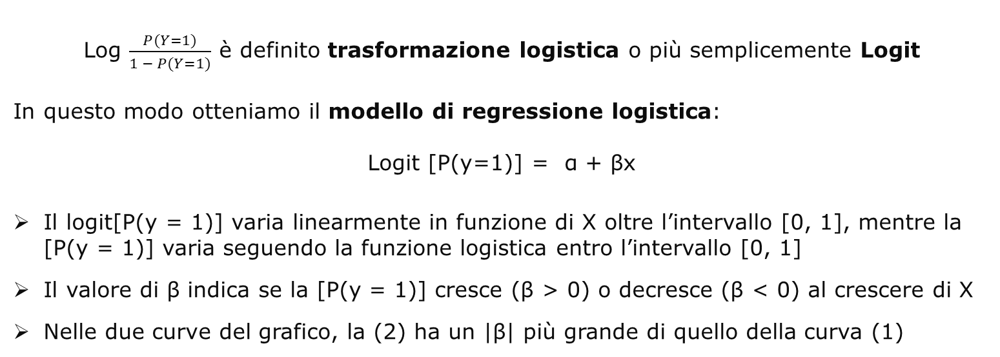 Log P(Y=1) / 1 − P(Y=1) è definito trasformazione logistica o più semplicemente Logit
In questo modo otteniamo il modello di regressione logistica:
Logit [P(y=1)] = α + βx
➢ Il logit[P(y = 1)] varia linearmente in funzione di X oltre l’intervallo [0, 1], mentre la
[P(y = 1)] varia seguendo la funzione logistica entro l’intervallo [0, 1]
➢ Il valore di β indica se la [P(y = 1)] cresce (β > 0) o decresce (β < 0) al crescere di X
➢ Nelle due curve del grafico, la (2) ha un |β| più grande di quello della curva (1)